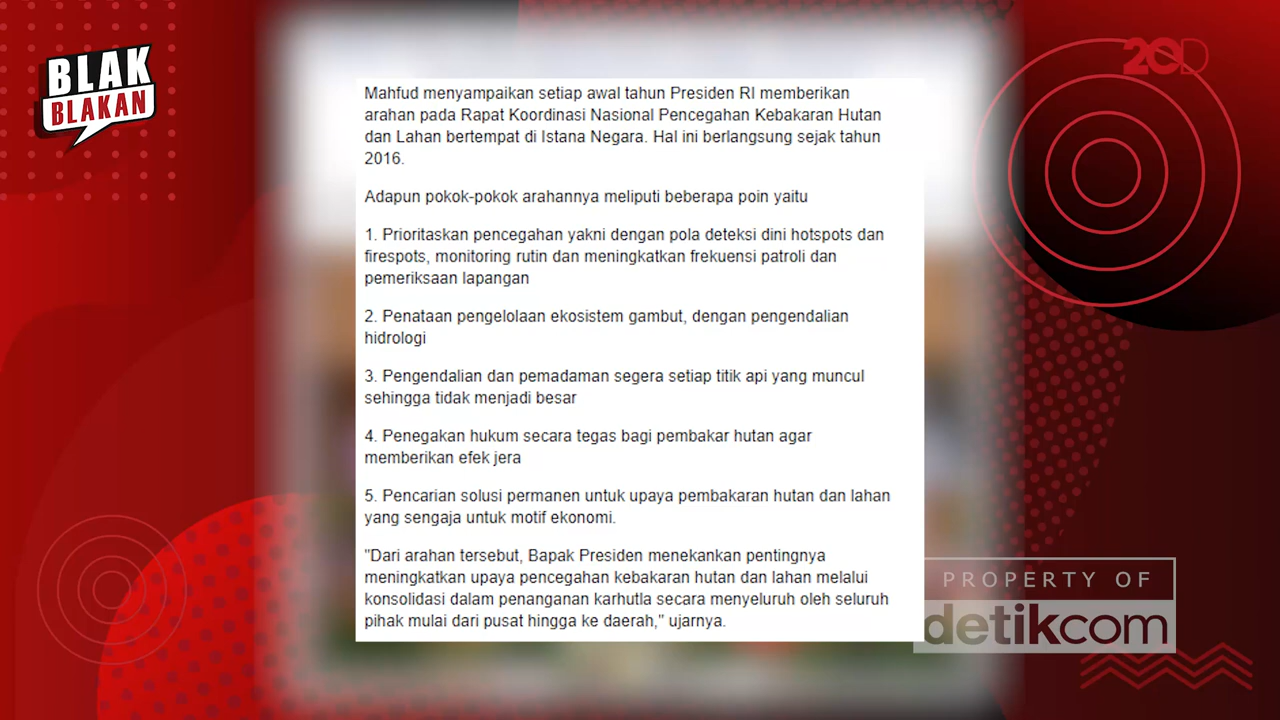 BLAK
BLAKAN
20D
Mahfud menyampaikan setiap awal tahun Presiden RI memberikan
arahan pada Rapat Koordinasi Nasional Pencegahan Kebakaran Hutan
dan Lahan bertempat di Istana Negara. Hal ini berlangsung sejak tahun
2016.
Adapun pokok-pokok arahannya meliputi beberapa poin yaitu
1. Prioritaskan pencegahan yakni dengan pola deteksi dini hotspots dan
firespots, monitoring rutin dan meningkatkan frekuensi patroli dan
pemeriksaan lapangan
2. Penataan pengelolaan ekosistem gambut, dengan pengendalian
hidrologi
3. Pengendalian dan pemadaman segera setiap titik api yang muncul
sehingga tidak menjadi besar
4. Penegakan hukum secara tegas bagi pembakar hutan agar
memberikan efek jera
5. Pencarian solusi permanen untuk upaya pembakaran hutan dan lahan
yang sengaja untuk motif ekonomi.
"Dari arahan tersebut, Bapak Presiden menekankan pentingnya
meningkatkan upaya pencegahan kebakaran hutan dan lahan melalui
konsolidasi dalam penanganan karhutla secara menyeluruh oleh seluruh
pihak mulai dari pusat hingga ke daerah," ujarnya.
PROPERTY OF
detikcom